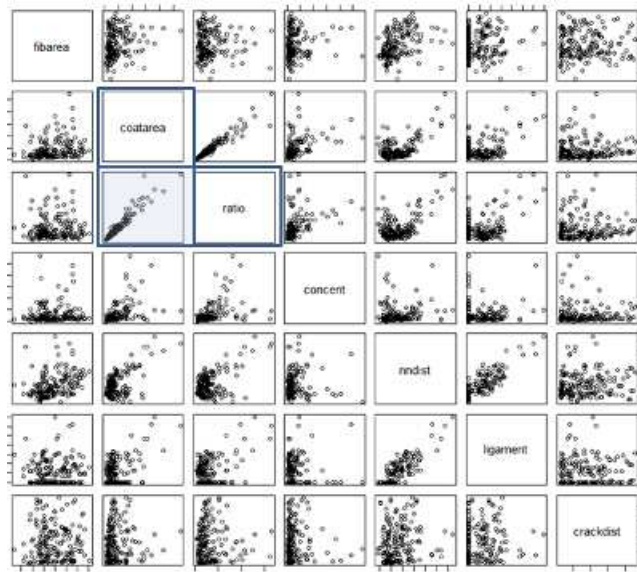 fibarea
coatarea
ratio
concent
nndist
ligament
crackdist